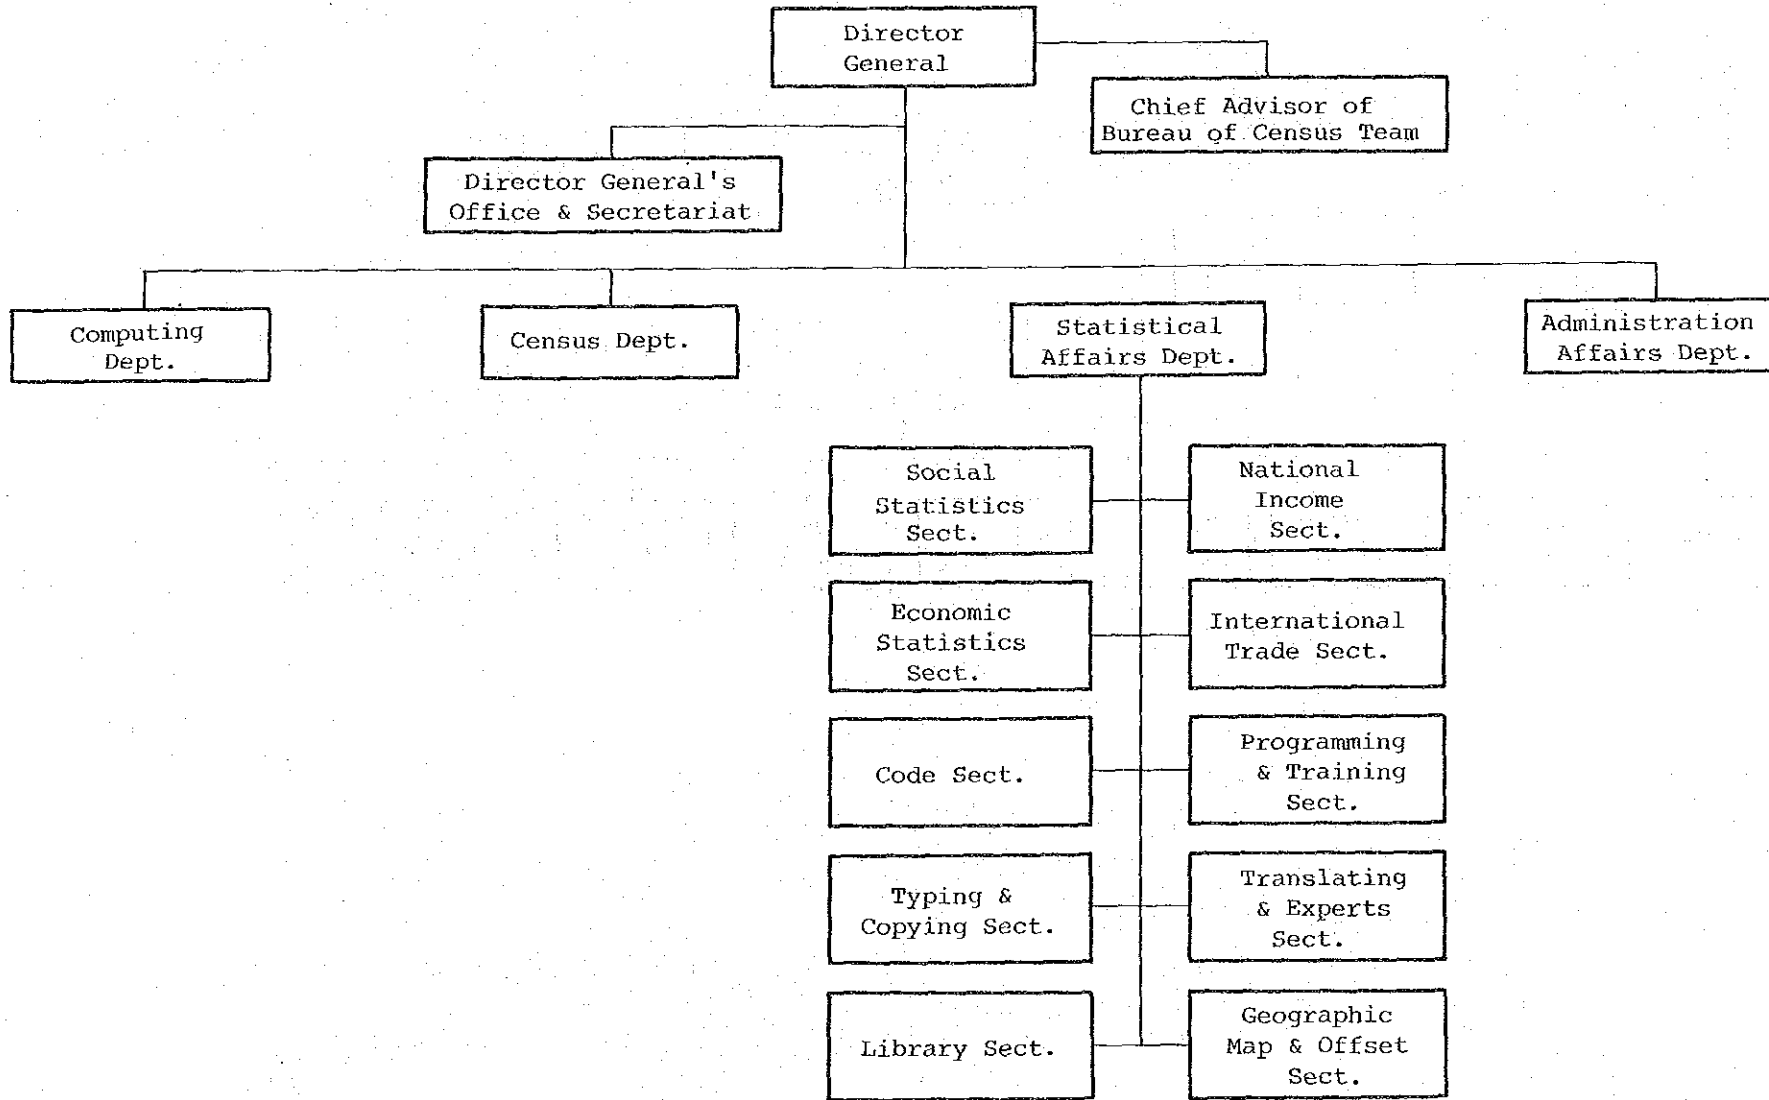 Director
General
Chief Advisor of
Bureau of Census Team
Director General's
Office & Secretariat
Computing
Dept.
Census Dept.
Statistical
Affairs Dept.
Administration
Affairs Dept.
Social
Statistics
Sect.
National
Income
Sect.
Economic
Statistics
Sect.
International
Trade Sect.
Code Sect.
Programming
& Training
Sect.
Typing &
Copying Sect.
Translating
& Experts
Sect.
Library Sect.
Geographic
Map & Offset
Sect.